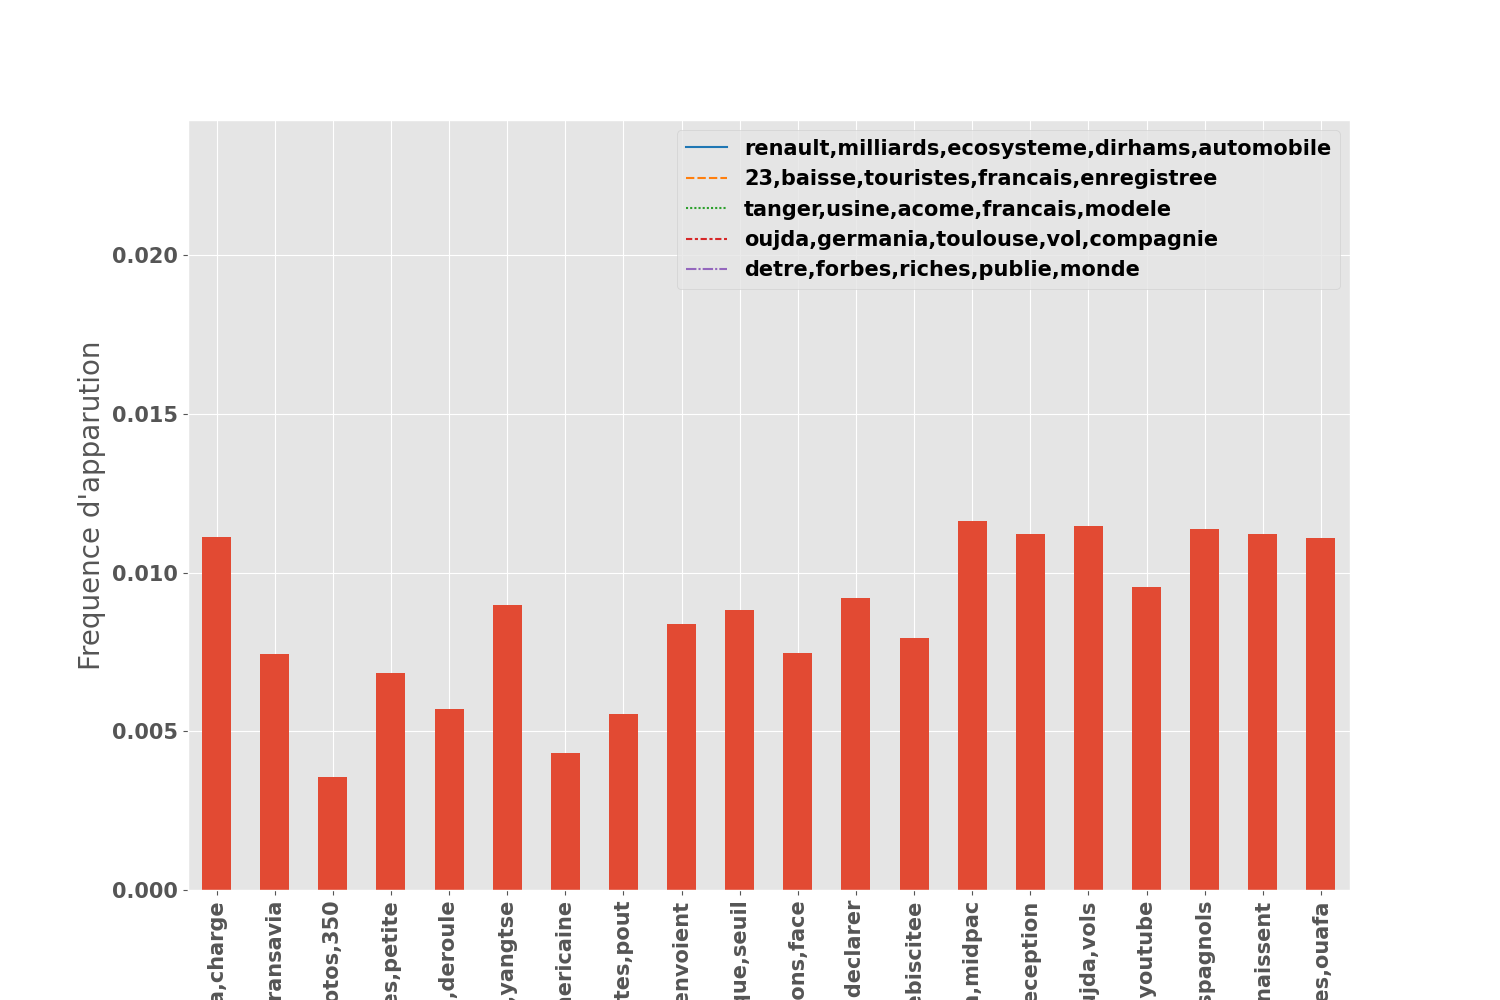 renault,milliards,ecosysteme,dirhams,automobile
23,baisse,touristes,francais,enregistree
tanger,usine,acome,francais,modele
oujda,germania,toulouse,vol,compagnie
detre,forbes,riches,publie,monde
Frequence d'apparution
0.020
0.015
0.010
0.005
0.000
a,charge
ransavia
otos,350
es,petite
,deroule
,yangtse
nericaine
tes,pout
envoient
que,seuil
ons,face
declarer
ebiscitee
n,midpac
eception
ujda,vols
youtube
spagnols
naissent
es,ouafa